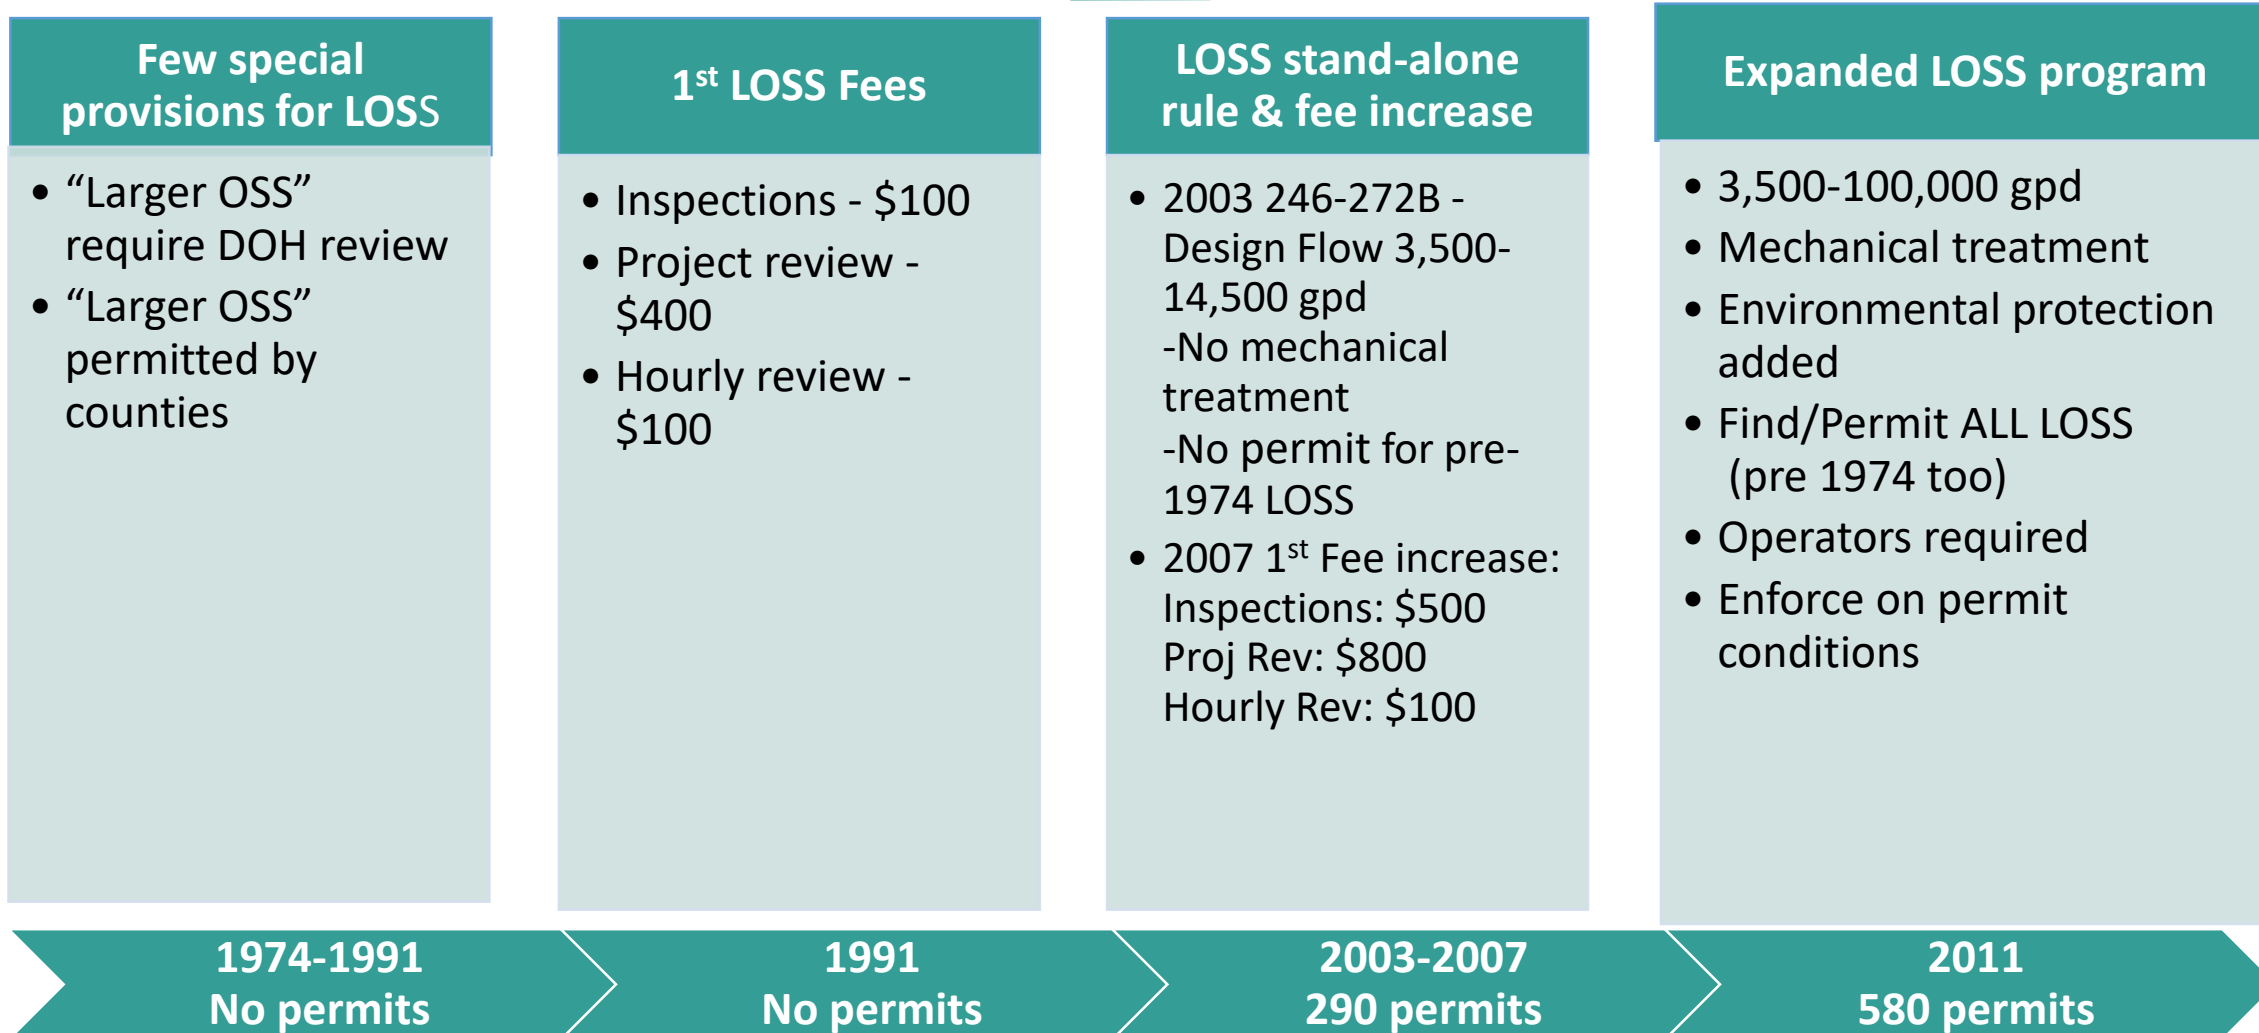 Few special
provisions for LOSS
• “Larger OSS”
require DOH review
• “Larger OSS”
permitted by
counties
1st LOSS Fees
• Inspections - $100
• Project review -
$400
• Hourly review -
$100
LOSS stand-alone
rule & fee increase
• 2003 246-272B -
Design Flow 3,500-
14,500 gpd
-No mechanical
treatment
-No permit for pre-
1974 LOSS
• 2007 1st Fee increase:
Inspections: $500
Proj Rev: $800
Hourly Rev: $100
Expanded LOSS program
• 3,500-100,000 gpd
• Mechanical treatment
• Environmental protection
added
• Find/Permit ALL LOSS
(pre 1974 too)
• Operators required
• Enforce on permit
conditions
1974-1991
No permits
1991
No permits
2003-2007
290 permits
2011
580 permits